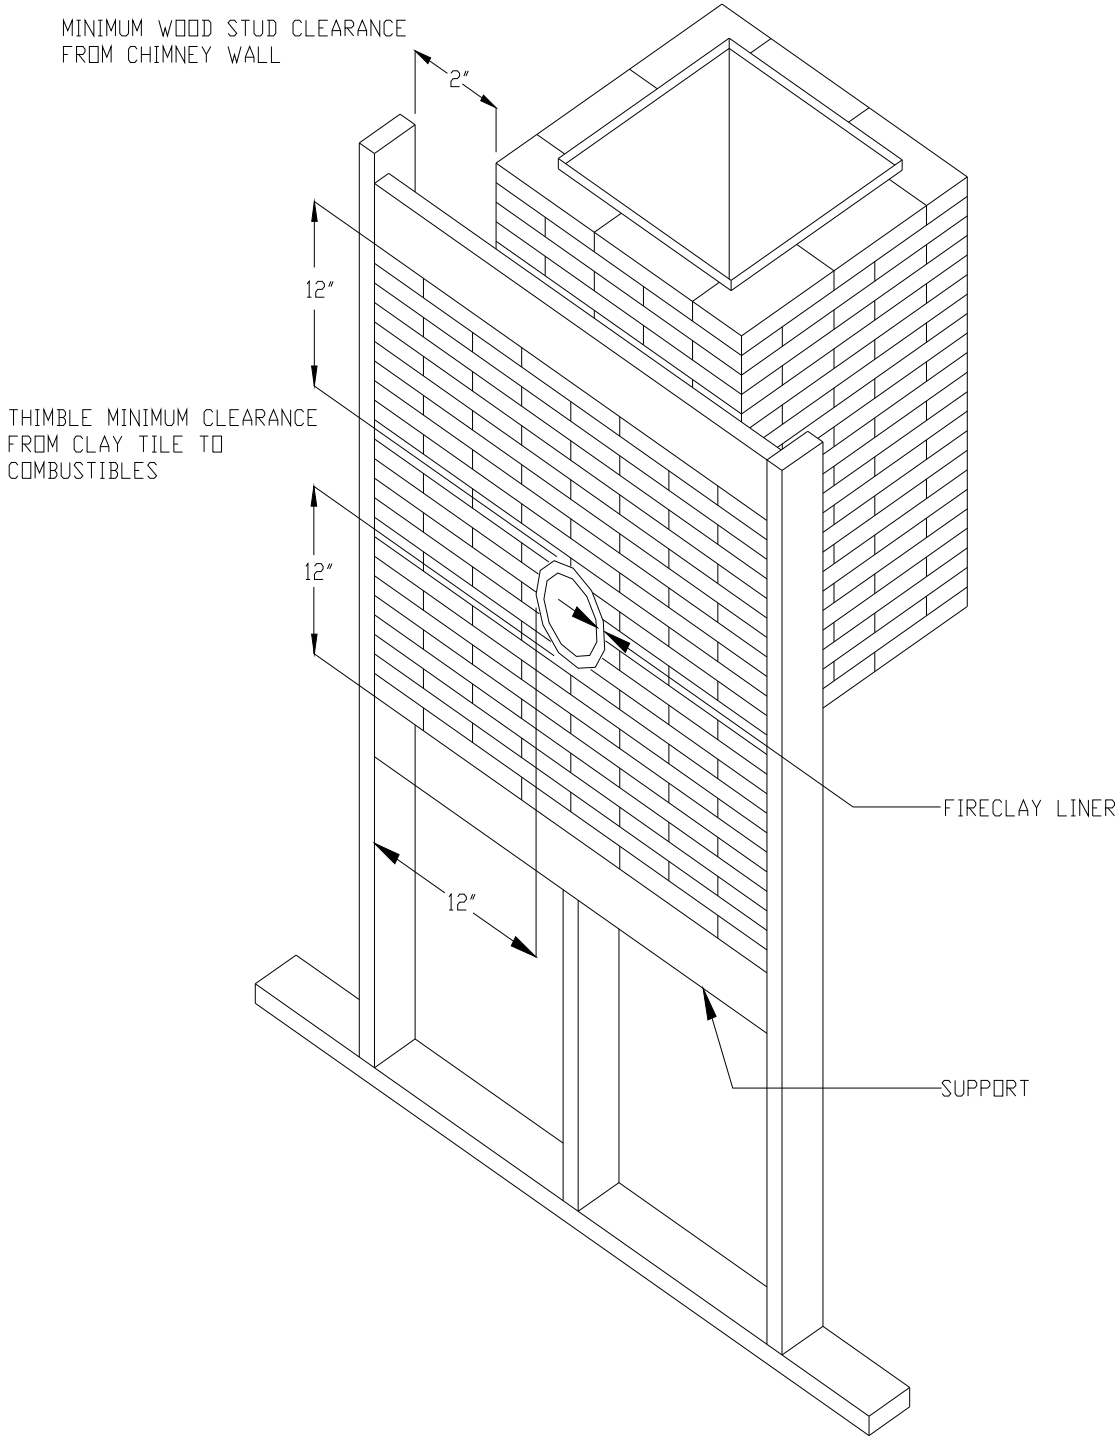 MINIMUM WOOD STUD CLEARANCE
FROM CHIMNEY WALL
2"
12"
THIMBLE MINIMUM CLEARANCE
FROM CLAY TILE TO
COMBUSTIBLES
12"
FIRECLAY LINER
12"
SUPPORT